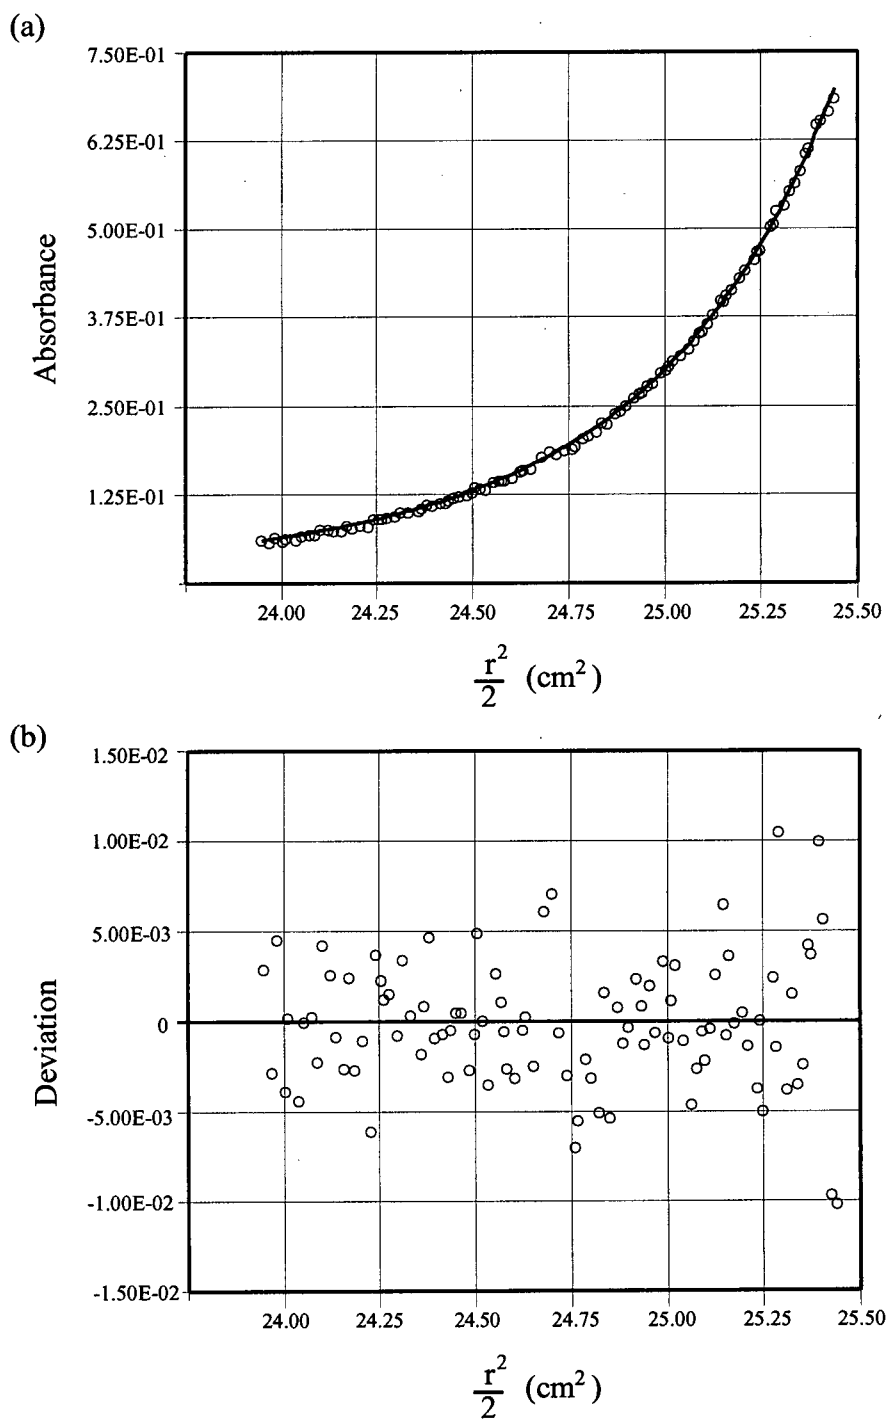 (a)
7.50E-01
6.25E-01
5.00E-01
3.75E-01
2.50E-01
1.25E-01
Absorbance
24.00 24.25 24.50 24.75 25.00 25.25 25.50
r²/2 (cm²)
(b)
1.50E-02
1.00E-02
5.00E-03
0
-5.00E-03
-1.00E-02
-1.50E-02
Deviation
24.00 24.25 24.50 24.75 25.00 25.25 25.50
r²/2 (cm²)